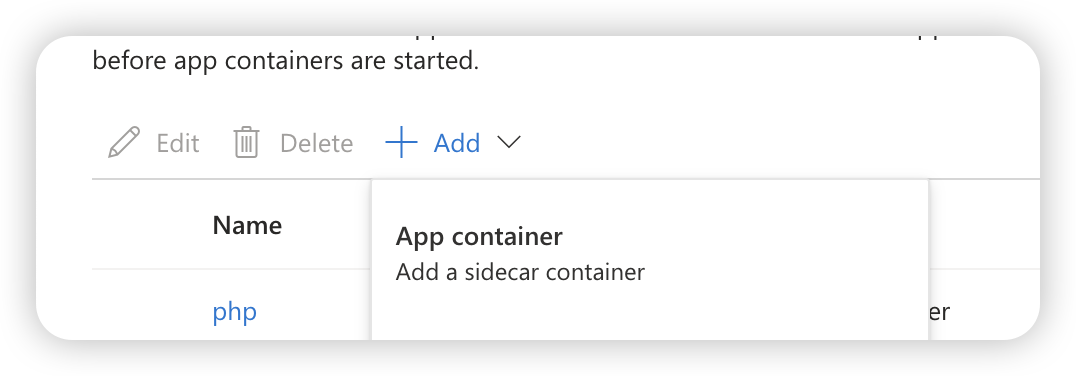 before app containers are started.
Edit Delete Add
Name
App container
Add a sidecar container
php
er